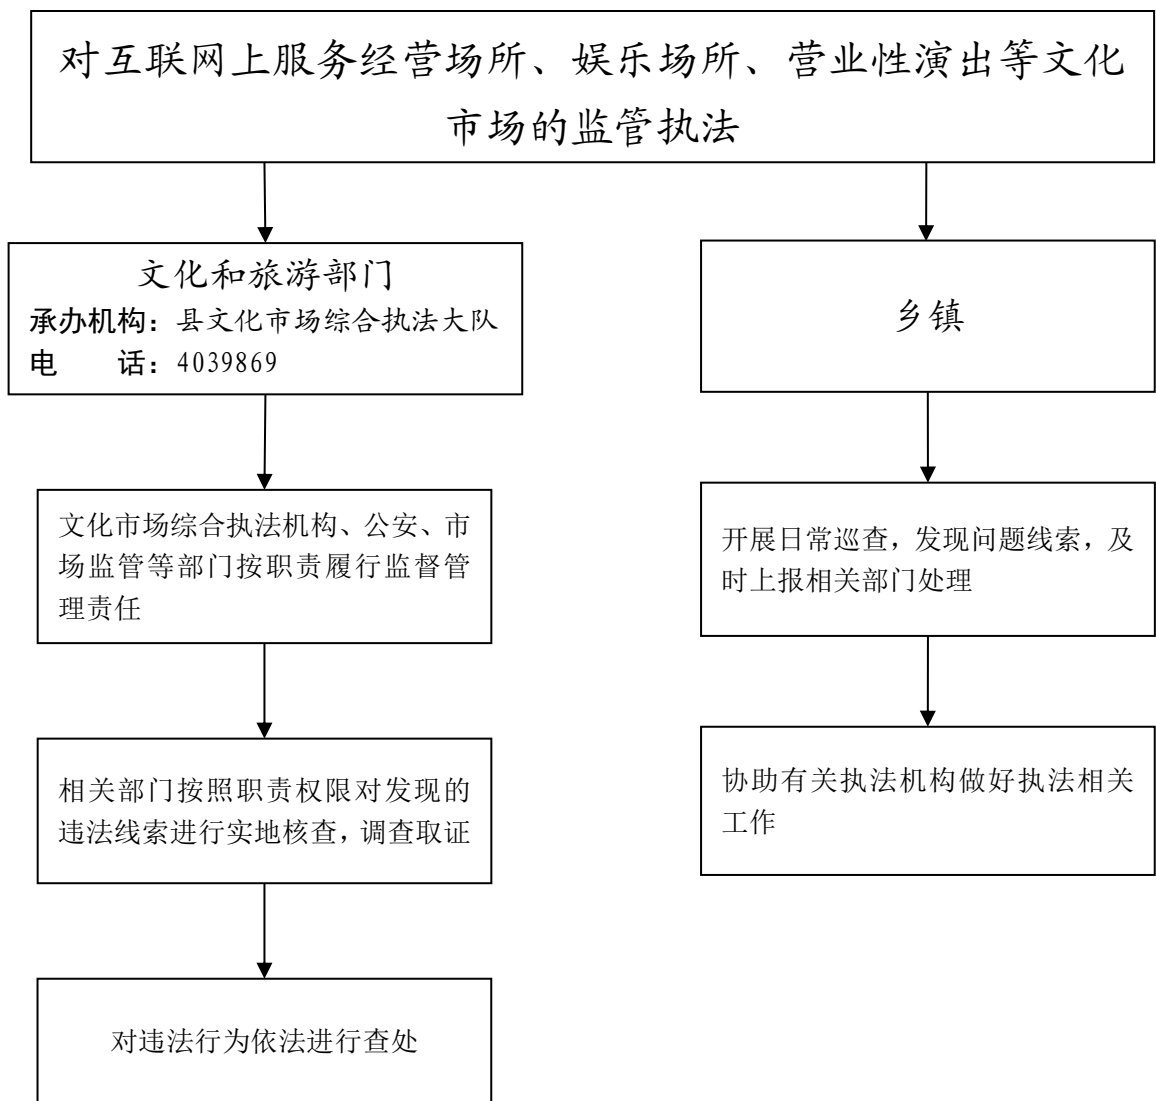 对互联网上服务经营场所、娱乐场所、营业性演出等文化
市场的监管执法
文化和旅游部门
承办机构：县文化市场综合执法大队
电　　话：4039869
文化市场综合执法机构、公安、市
场监管等部门按职责履行监督管
理责任
相关部门按照职责权限对发现的
违法线索进行实地核查，调查取证
对违法行为依法进行查处
乡镇
开展日常巡查，发现问题线索，及
时上报相关部门处理
协助有关执法机构做好执法相关
工作